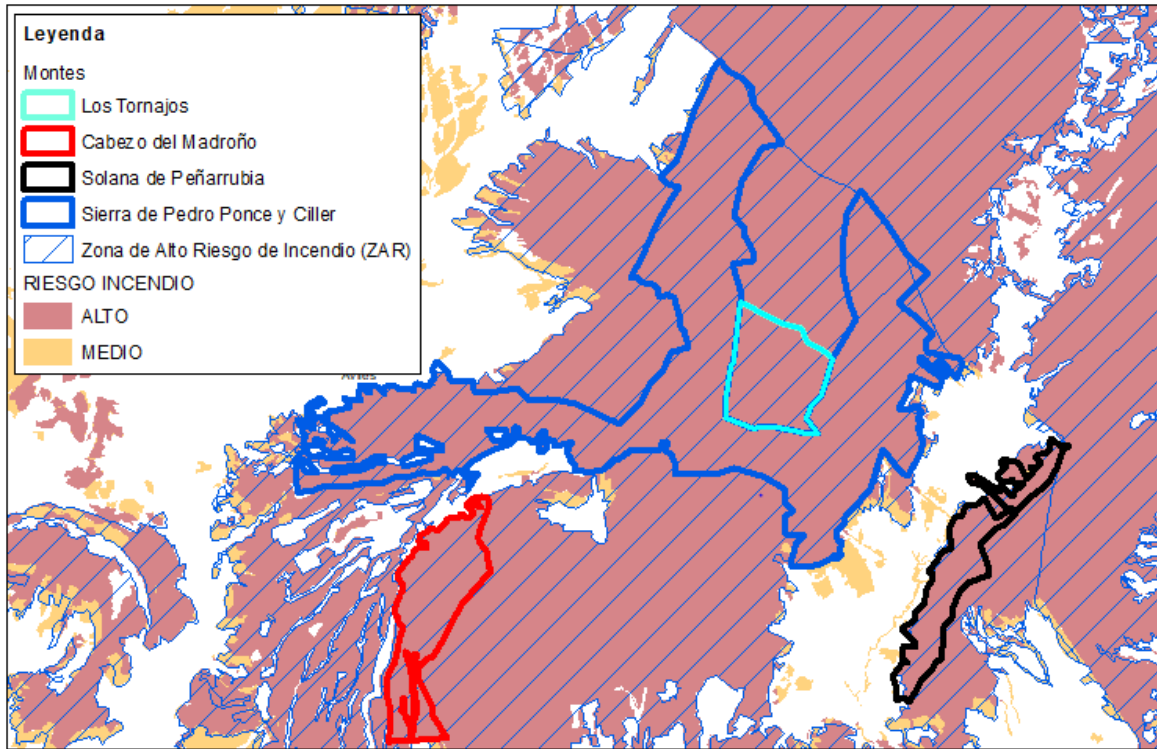 Leyenda
Montes
Los Tornajos
Cabezo del Madroño
Solana de Peñarrubia
Sierra de Pedro Ponce y Ciller
Zona de Alto Riesgo de Incendio (ZAR)
RIESGO INCENDIO
ALTO
MEDIO